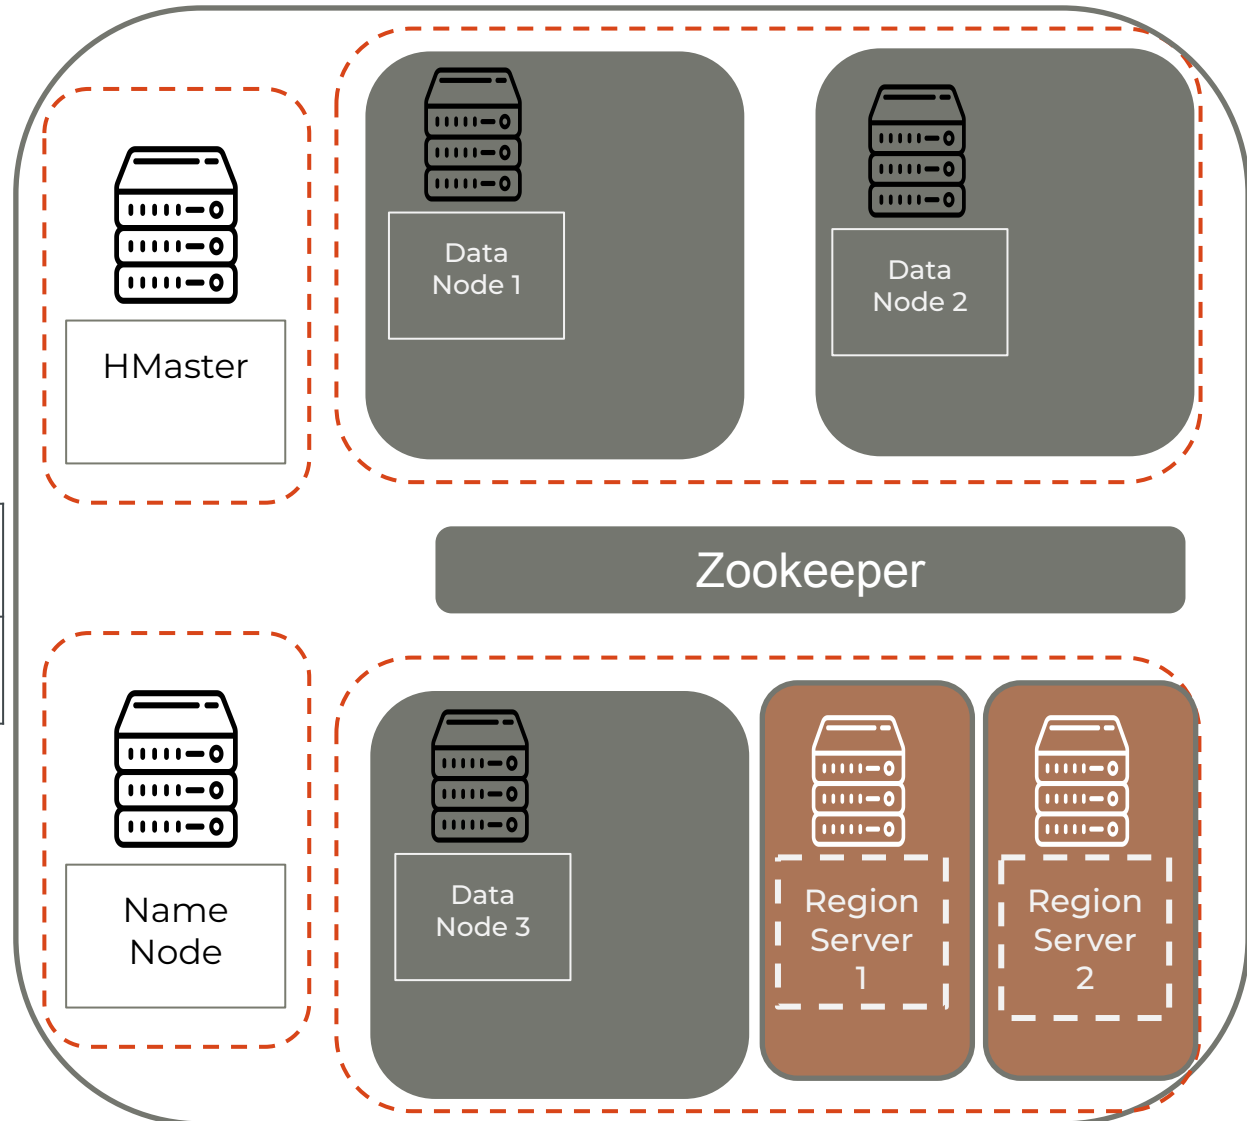 HMaster
Data
Node 1
Data
Node 2
Zookeeper
Name
Node
Data
Node 3
Region
Server
1
Region
Server
2